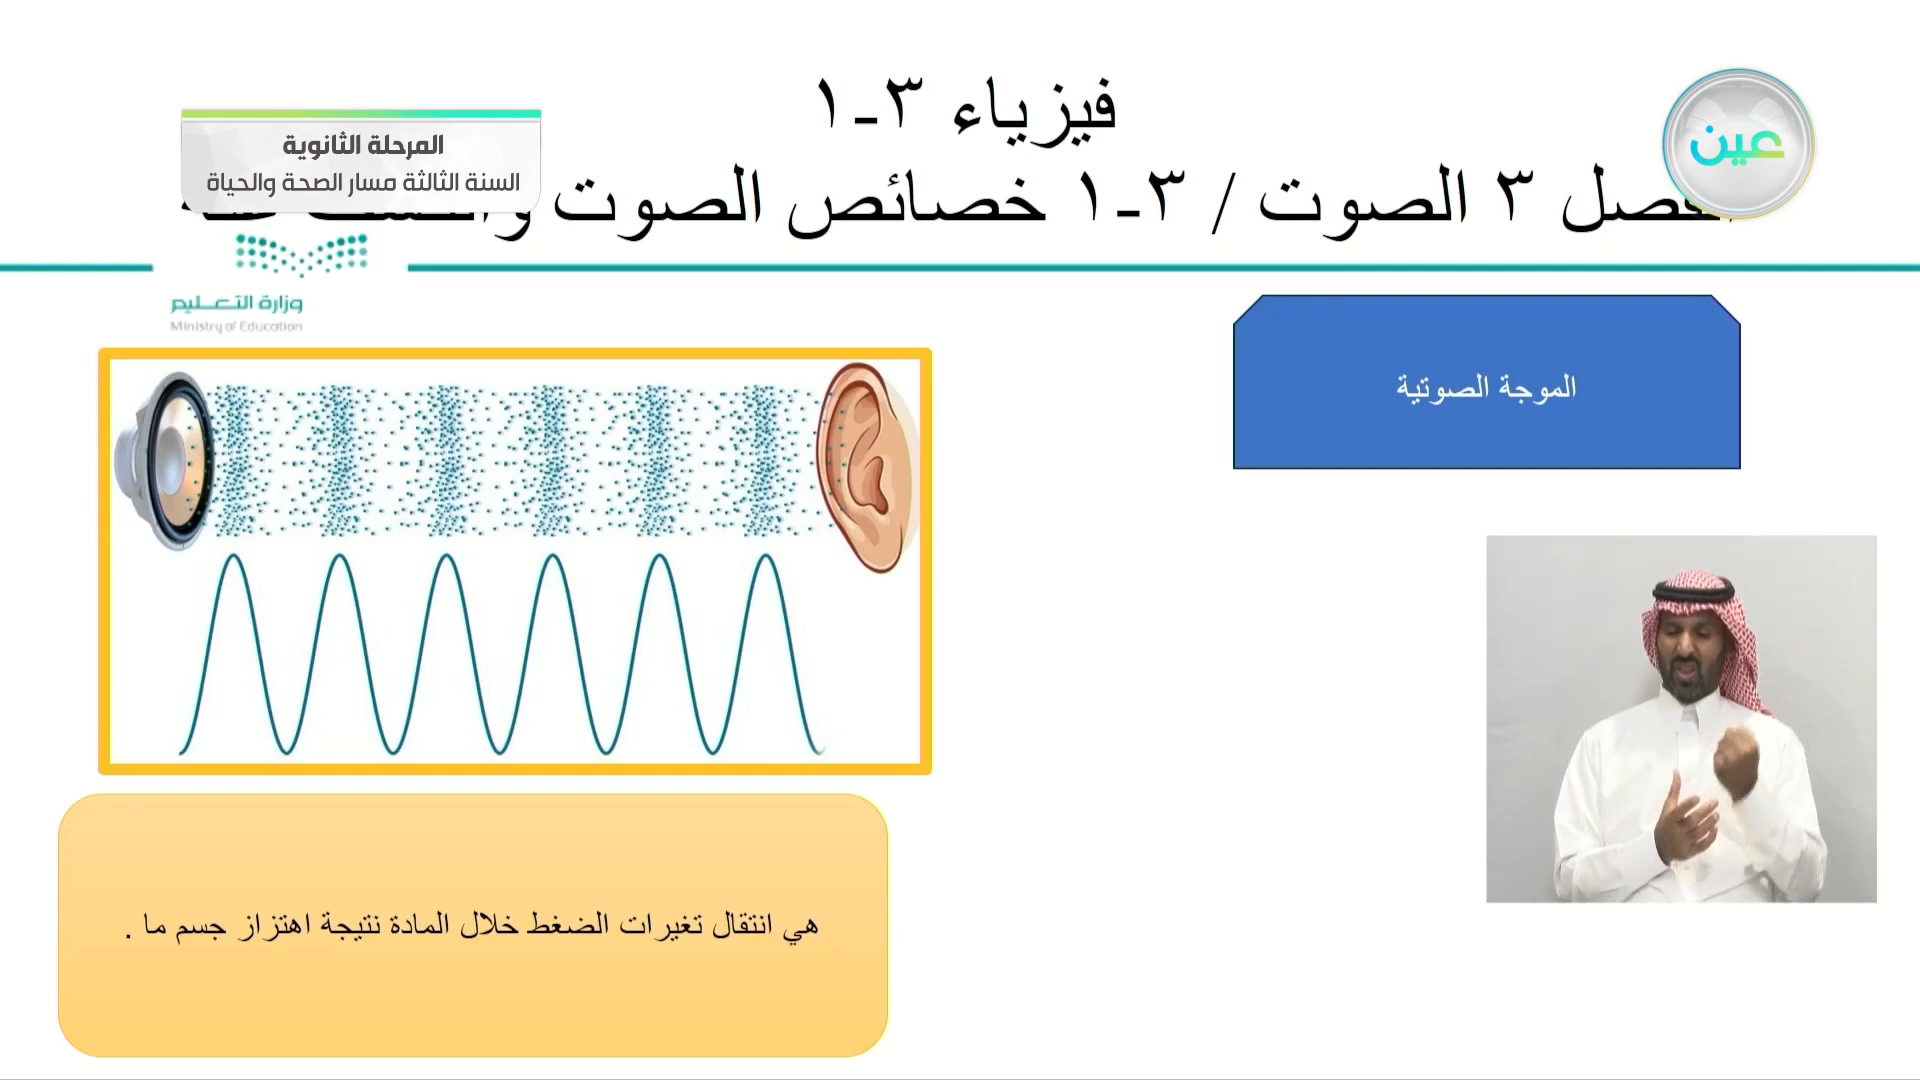 فيزياء ٣-١
فصل ٣ الصوت / ٣-١ خصائص الصوت
عين
المرحلة الثانوية
السنة الثالثة مسار الصحة والحياة
وزارة التعليم
Ministry of Education
الموجة الصوتية
هي انتقال تغيرات الضغط خلال المادة نتيجة اهتزاز جسم ما .